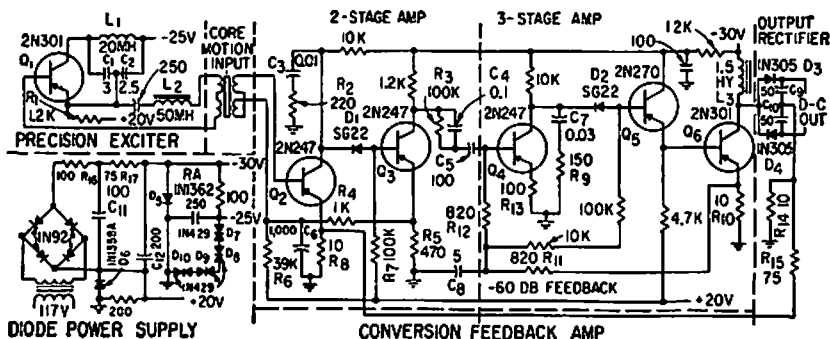 2-STAGE AMP
3-STAGE AMP
L1
20MH
-25V
2N301
Q1
C1
3
C2
2.5
250
L2
50MH
R1
1.2K
+20V
PRECISION EXCITER
CORE
MOTION
INPUT
10K
C3
0.01
R2
220
2N247
Q2
D1
SG22
1.2K
R3
100K
C4
0.1
2N247
Q3
C5
100
R4
1K
1,000
C6
39K
R6
10
R8
R7
100K
R5
470
5
C8
10K
2N247
Q4
D2
SG22
C7
0.03
150
R9
100
R13
820
R12
10K
820 R11
-60 DB FEEDBACK
100K
2N270
Q5
4.7K
100
12K
-30V
1.5
HY
L3
2N301
Q6
10
R10
+20V
OUTPUT
RECTIFIER
1N305 D3
50
C9
C10
50
D-C
OUT
1N305
D4
R14 10
R15
75
100 R16
75 R17
-30V
100
C11
RA
1N1362
250
D5
100
-25V
1N429
D7
D8
1N92
1N1358A
D6
C12 200
D10 D9
1N429
+20V
200
117V
DIODE POWER SUPPLY
CONVERSION FEEDBACK AMP